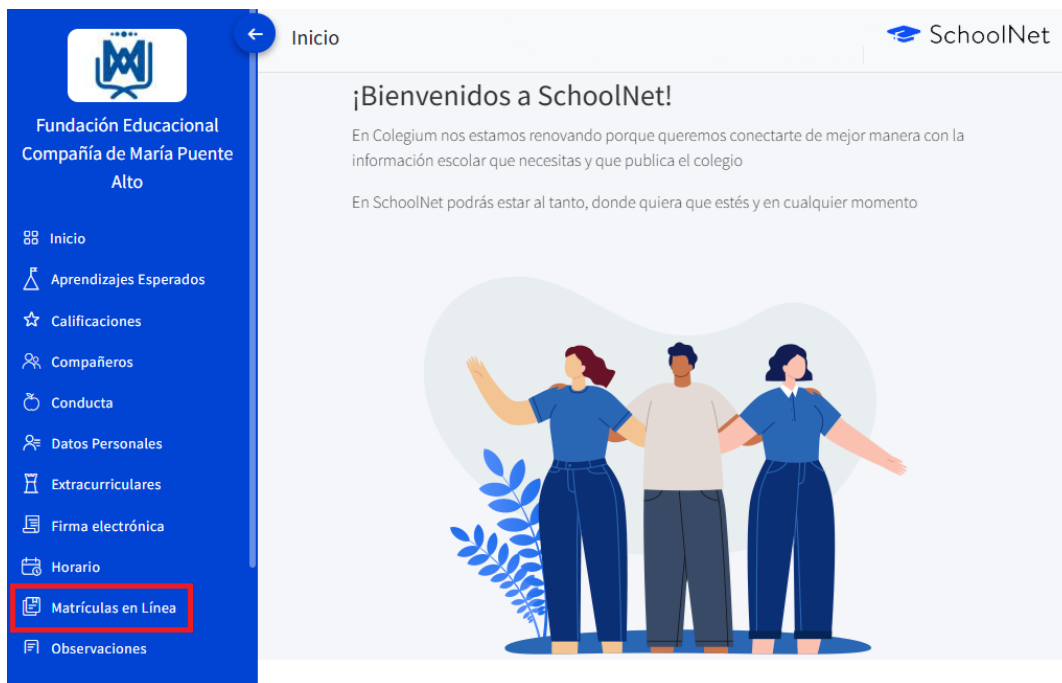 Fundación Educacional
Compañía de María Puente
Alto
Inicio
Aprendizajes Esperados
Calificaciones
Compañeros
Conducta
Datos Personales
Extracurriculares
Firma electrónica
Horario
Matrículas en Línea
Observaciones
Inicio
SchoolNet
¡Bienvenidos a SchoolNet!
En Colegium nos estamos renovando porque queremos conectarte de mejor manera con la
información escolar que necesitas y que publica el colegio
En SchoolNet podrás estar al tanto, donde quiera que estés y en cualquier momento